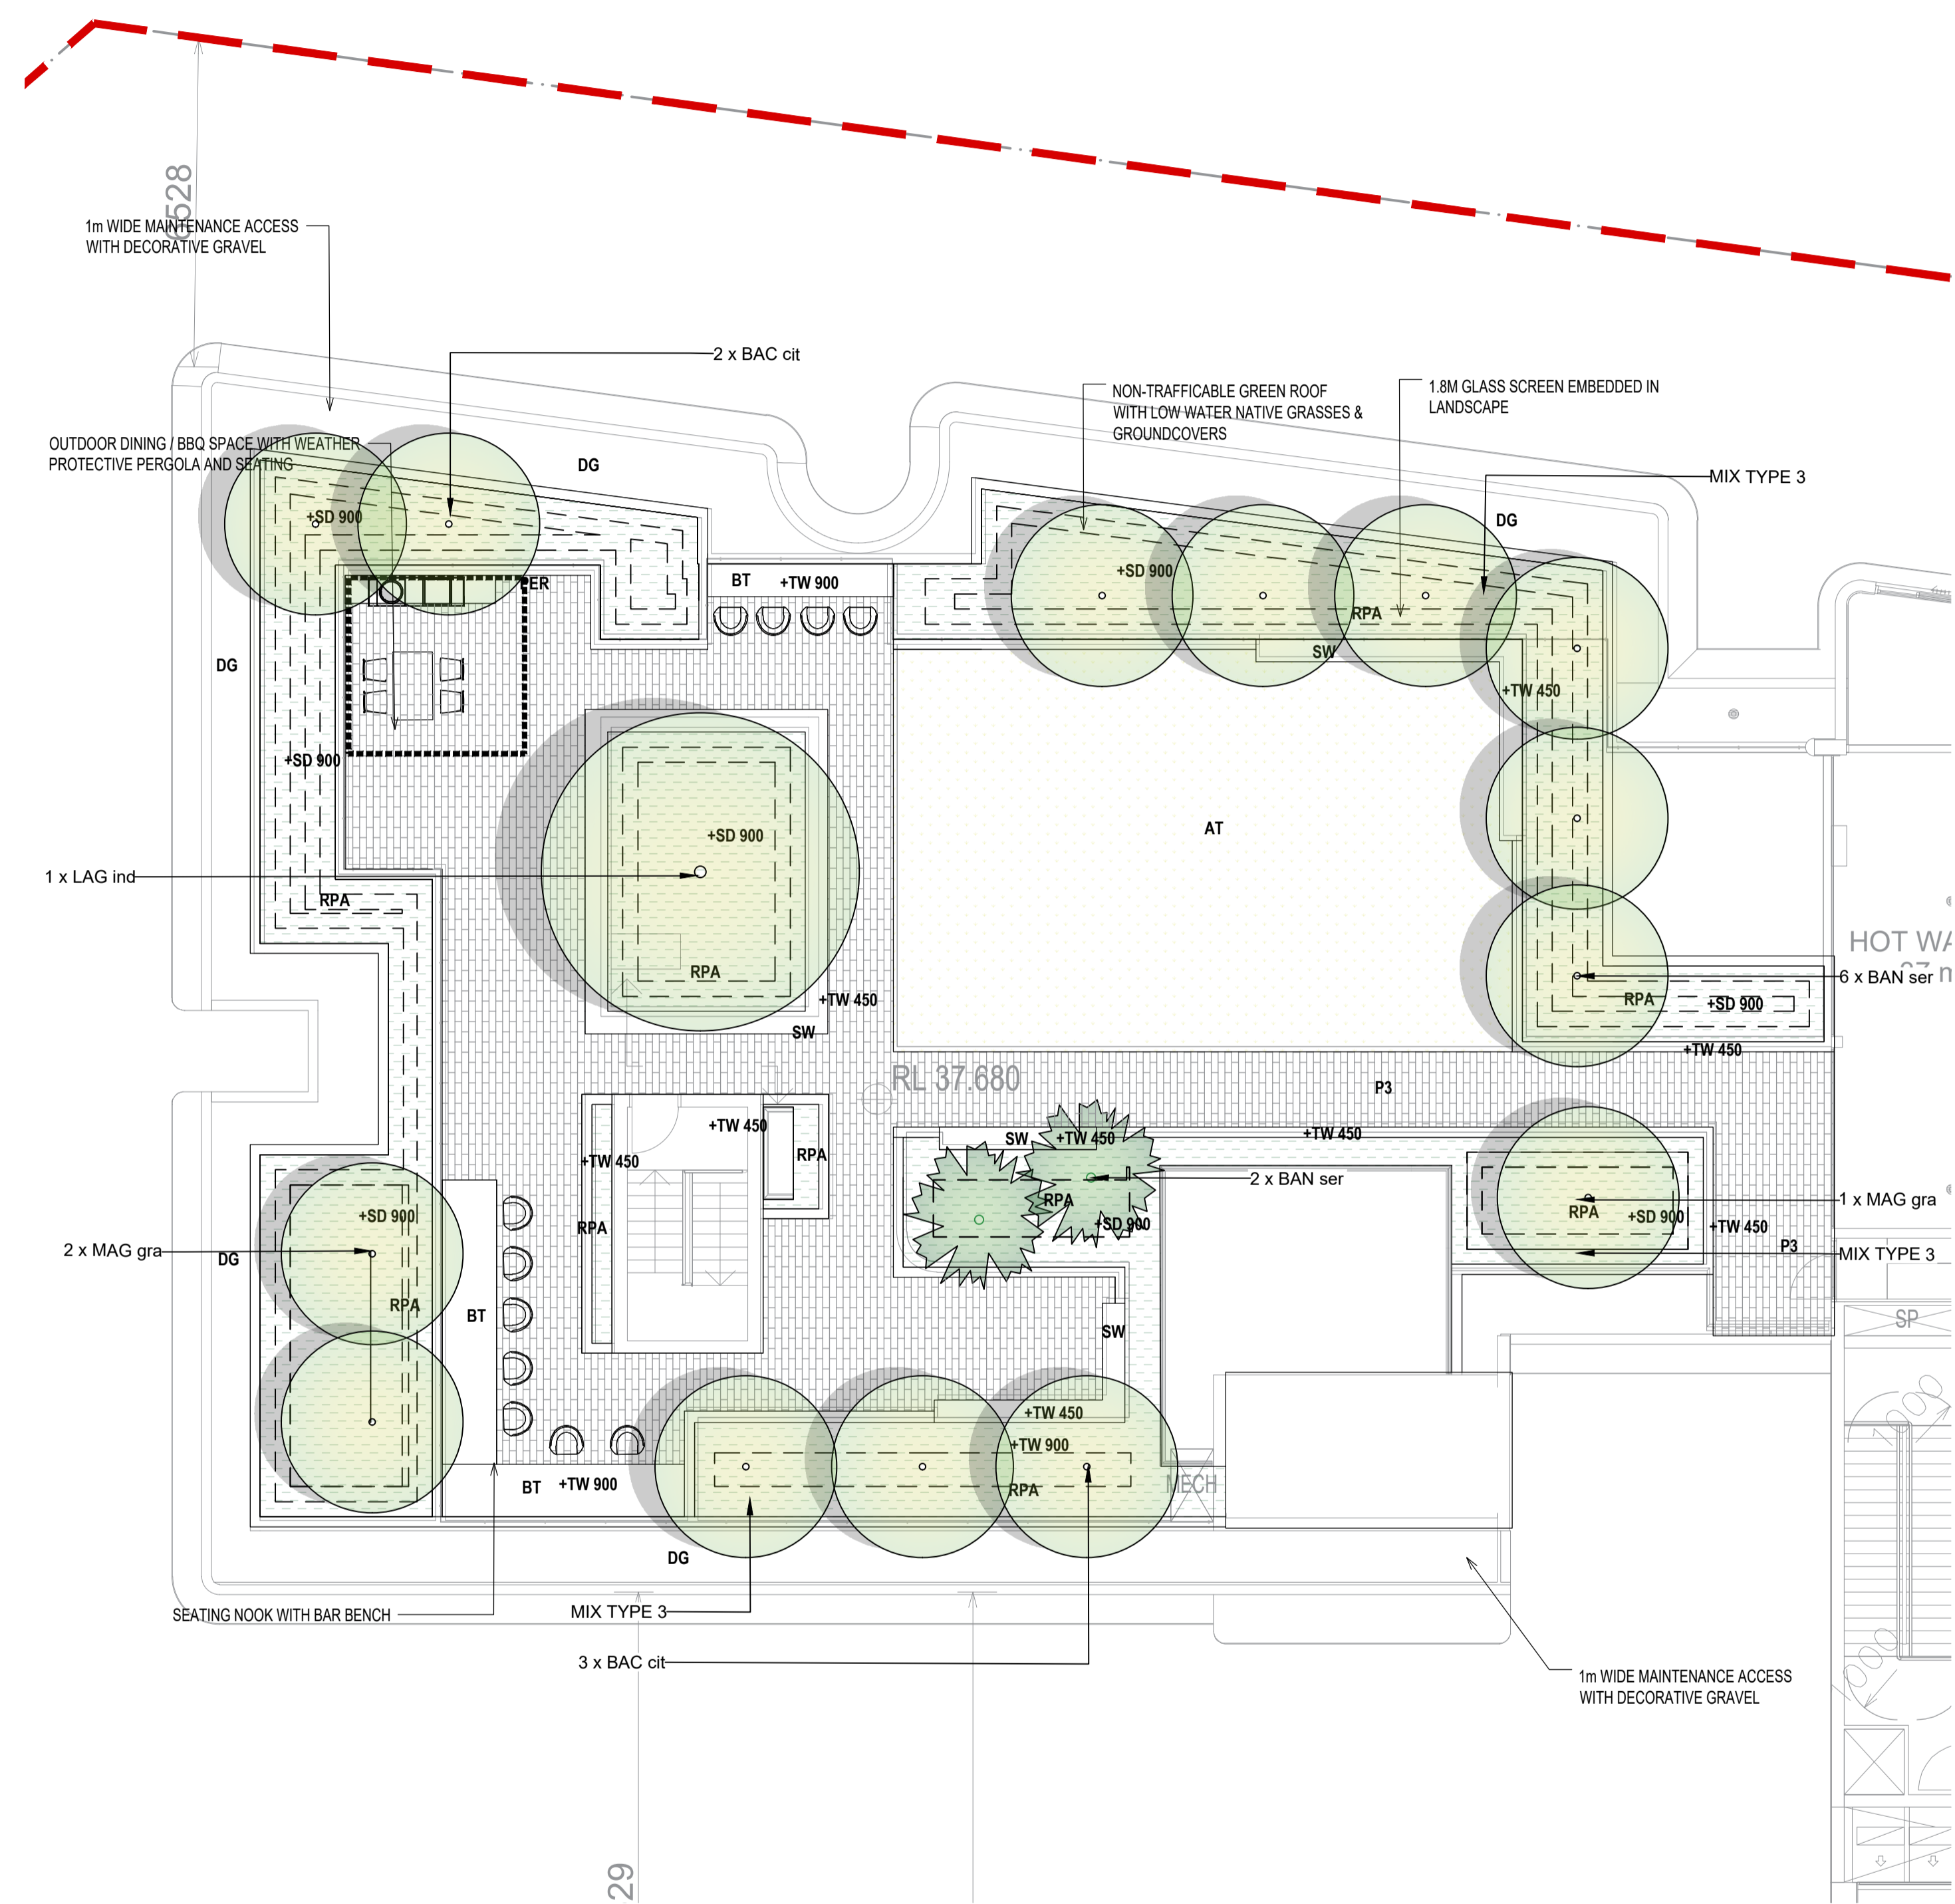 6528
1m WIDE MAINTENANCE ACCESS
WITH DECORATIVE GRAVEL
2 x BAC cit
NON-TRAFFICABLE GREEN ROOF
WITH LOW WATER NATIVE GRASSES &
GROUNDCOVERS
1.8M GLASS SCREEN EMBEDDED IN
LANDSCAPE
OUTDOOR DINING / BBQ SPACE WITH WEATHER
PROTECTIVE PERGOLA AND SEATING
DG
MIX TYPE 3
+SD 900
DG
+SD 900
PER
BT
+TW 900
RPA
SW
DG
+TW 450
+SD 900
+SD 900
AT
1 x LAG ind
RPA
HOT WA
RPA
6 x BAN ser
+TW 450
RPA
+SD 900
SW
+TW 450
RL 37.680
P3
+TW 450
SW
+TW 450
+TW 450
+TW 450
RPA
2 x BAN ser
RPA
1 x MAG gra
+SD 900
RPA
RPA
+SD 900
+SD 900
+TW 450
2 x MAG gra
DG
P3
MIX TYPE 3
RPA
BT
SW
SP
+TW 450
1000
+TW 900
BT
+TW 900
RPA
MECH
DG
SEATING NOOK WITH BAR BENCH
MIX TYPE 3
3 x BAC cit
1m WIDE MAINTENANCE ACCESS
WITH DECORATIVE GRAVEL
29